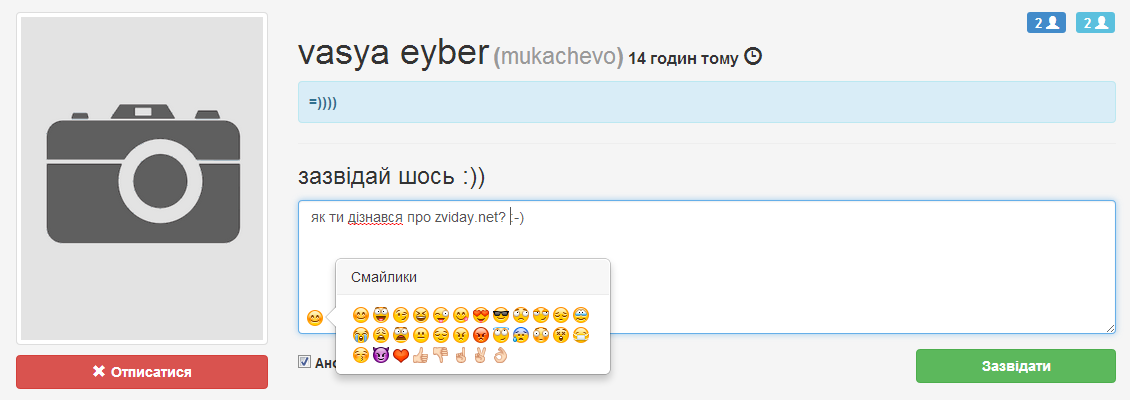 2 2
vasya eyber (mukachevo) 14 годин тому
=))))
зазвідай шось :))
як ти дізнався про zviday.net? :-)
Смайлики
Отписатися
Зазвідати